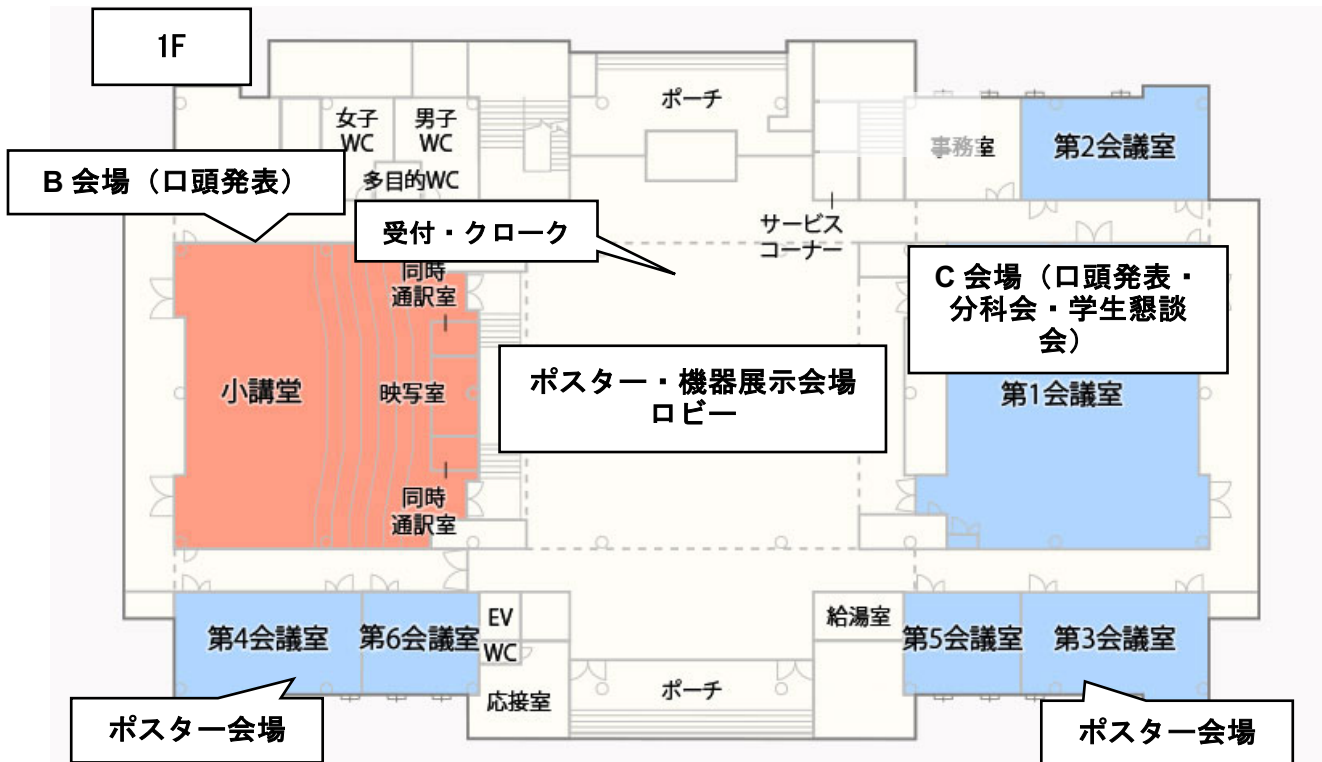 1F
ポーチ
女子
WC
男子
WC
多目的WC
事務室
第2会議室
B 会場（口頭発表）
受付・クローク
サービス
コーナー
同時
通訳室
C 会場（口頭発表・
分科会・学生懇談
会）
小講堂
映写室
ポスター・機器展示会場
ロビー
第1会議室
同時
通訳室
第4会議室
第6会議室
EV
WC
応接室
給湯室
第5会議室
第3会議室
ポーチ
ポスター会場
ポスター会場